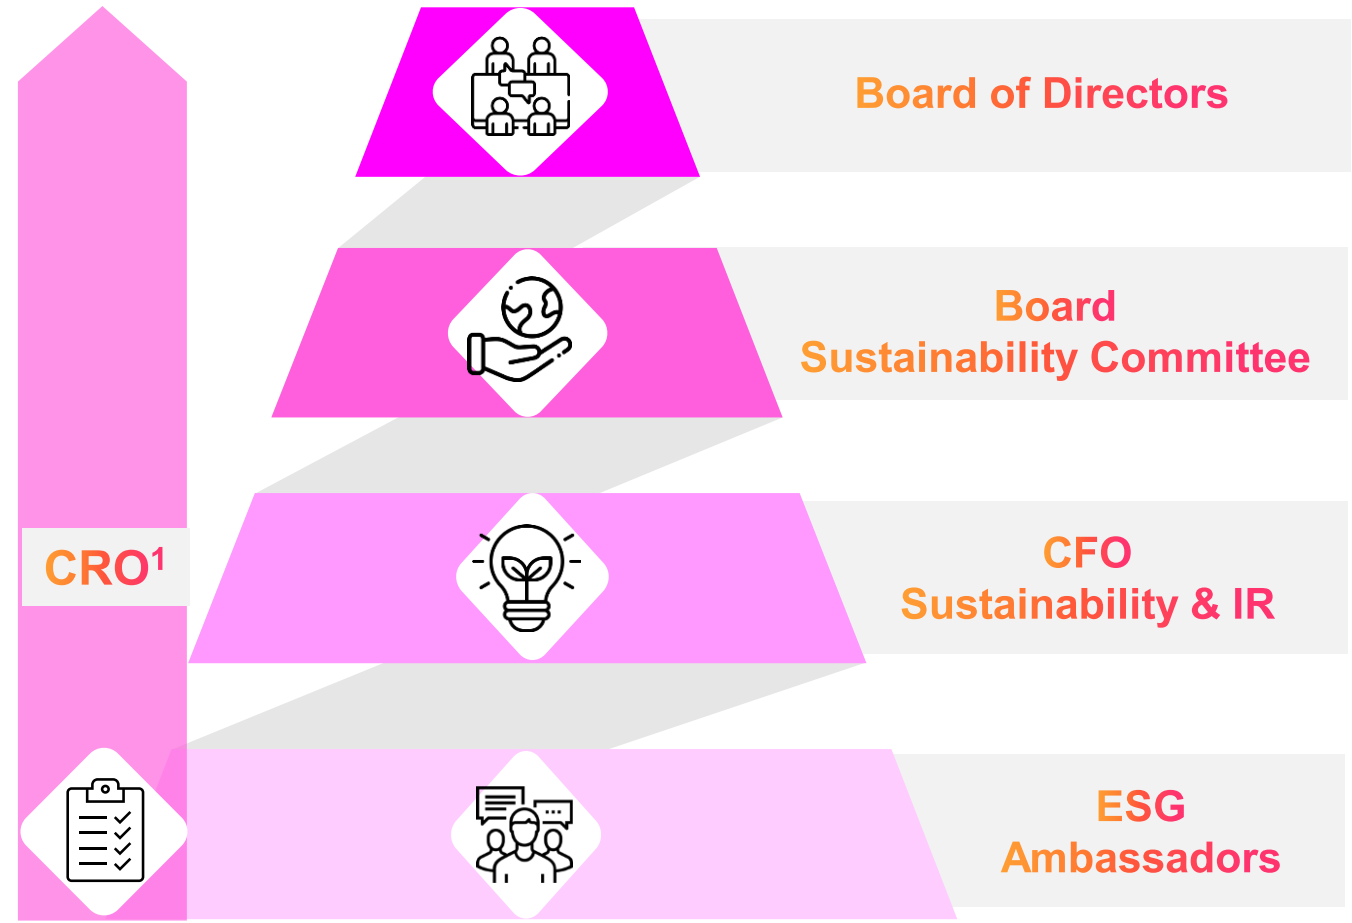 Board of Directors
Board
Sustainability Committee
CFO
Sustainability & IR
CRO¹
ESG
Ambassadors